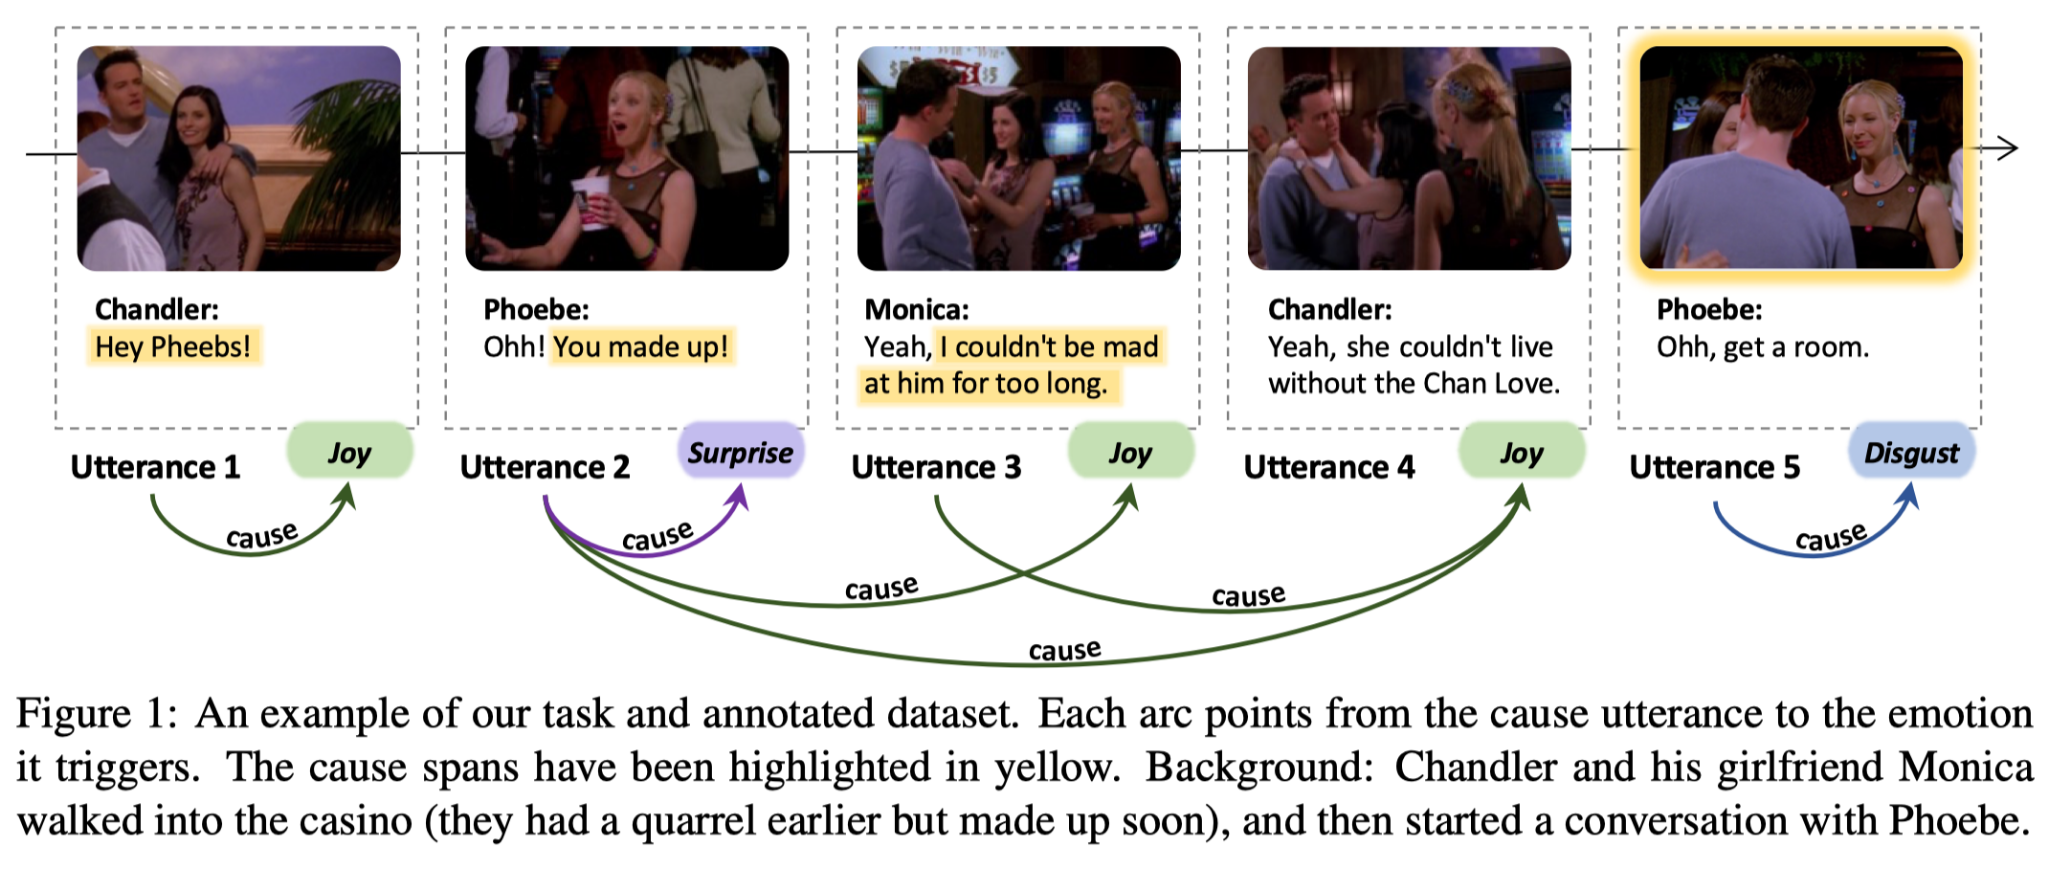 $5
$5
Chandler:
Hey Pheebs!
Phoebe:
Ohh! You made up!
Monica:
Yeah, I couldn't be mad
at him for too long.
Chandler:
Yeah, she couldn't live
without the Chan Love.
Phoebe:
Ohh, get a room.
Utterance 1
Joy
Utterance 2
Surprise
Utterance 3
Joy
Utterance 4
Joy
Utterance 5
Disgust
cause
cause
cause
cause
cause
cause
Figure 1: An example of our task and annotated dataset. Each arc points from the cause utterance to the emotion
it triggers. The cause spans have been highlighted in yellow. Background: Chandler and his girlfriend Monica
walked into the casino (they had a quarrel earlier but made up soon), and then started a conversation with Phoebe.